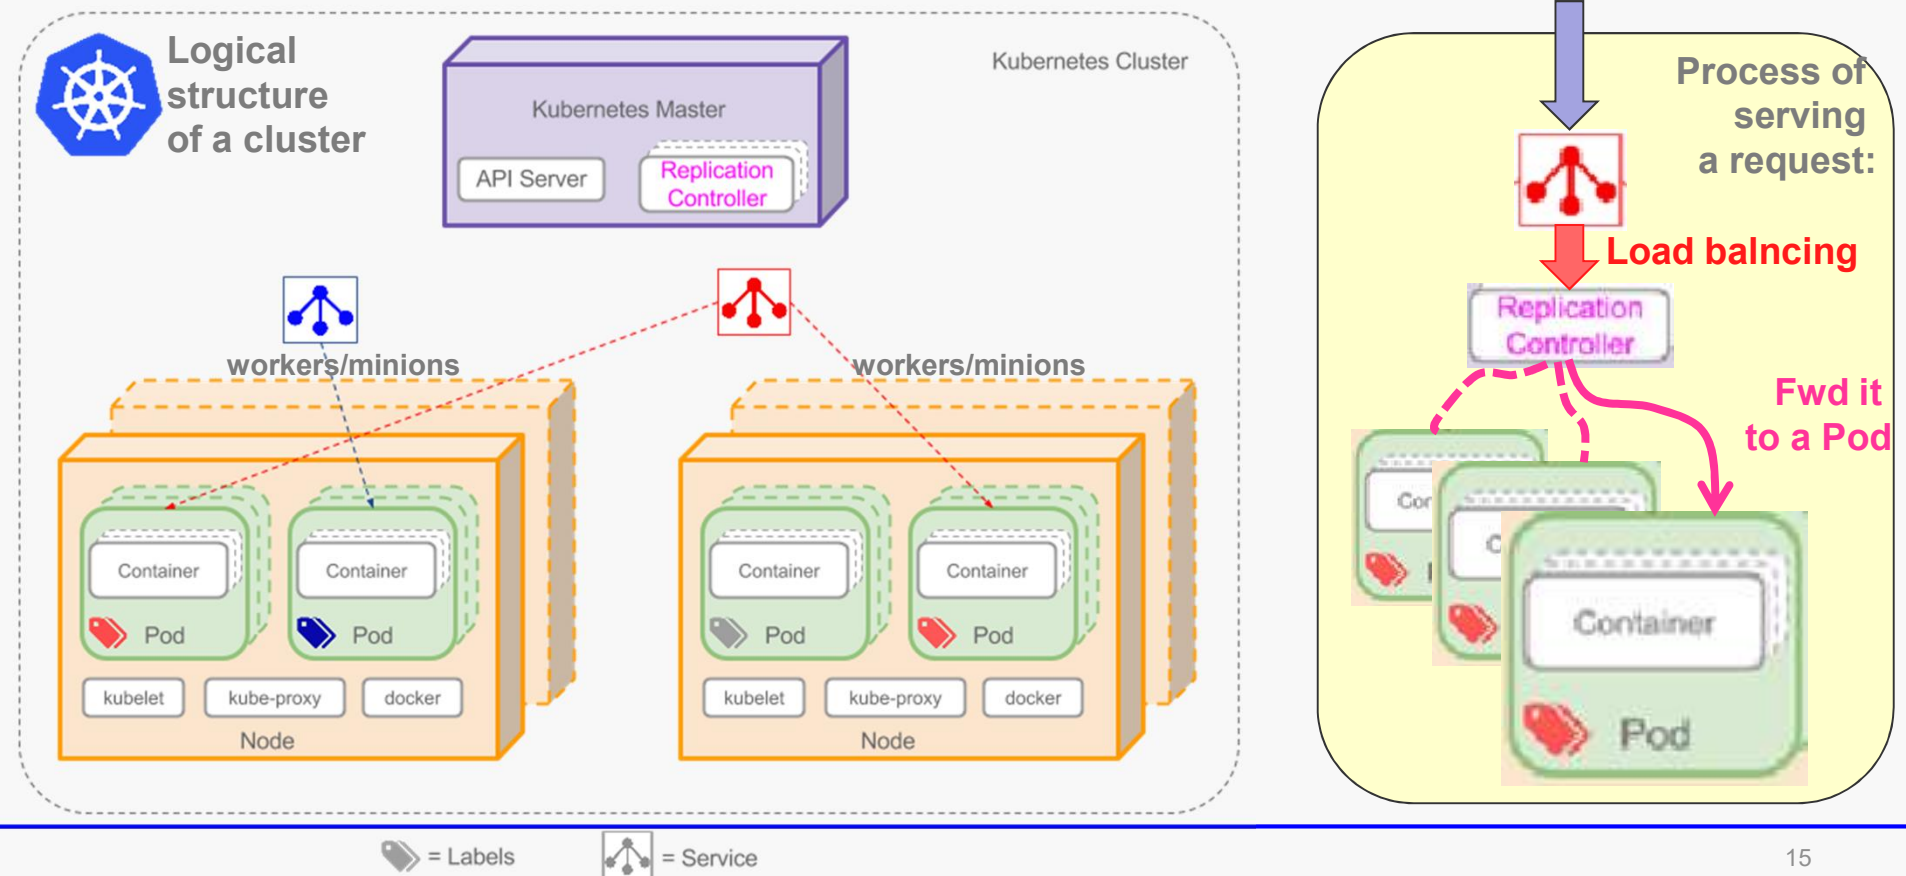 Logical
structure
of a cluster
Kubernetes Cluster
Kubernetes Master
API Server
Replication
Controller
workers/minions
workers/minions
Container
Pod
Container
Pod
kubelet
kube-proxy
docker
Node
Container
Pod
Container
Pod
kubelet
kube-proxy
docker
Node
Process of
serving
a request:
Load balncing
Replication
Controller
Fwd it
to a Pod
Con
C
Container
Pod
= Labels
= Service
15